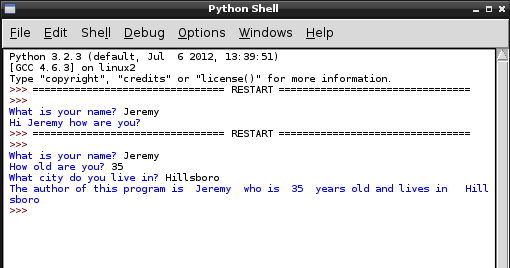 Python Shell
File Edit Shell Debug Options Windows Help
Python 3.2.3 (default, Jul  6 2012, 13:39:51)
[GCC 4.6.3] on linux2
Type "copyright", "credits" or "license()" for more information.
>>> ================================ RESTART ================================
>>>
What is your name? Jeremy
Hi Jeremy how are you?
>>> ================================ RESTART ================================
>>>
What is your name? Jeremy
How old are you? 35
What city do you live in? Hillsboro
The author of this program is  Jeremy  who is  35  years old and lives in   Hill
sboro
>>>